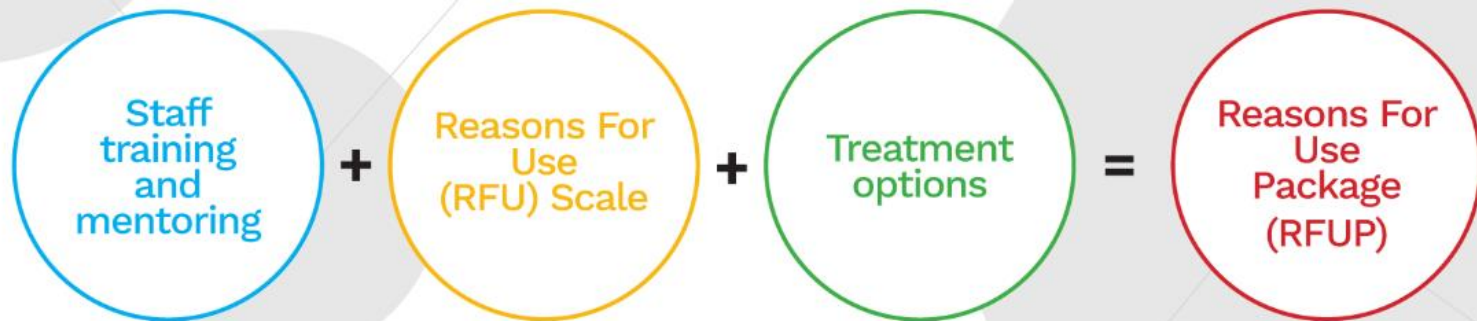 Staff
training
and
mentoring
+
Reasons For
Use
(RFU) Scale
+
Treatment
options
=
Reasons For
Use
Package
(RFUP)